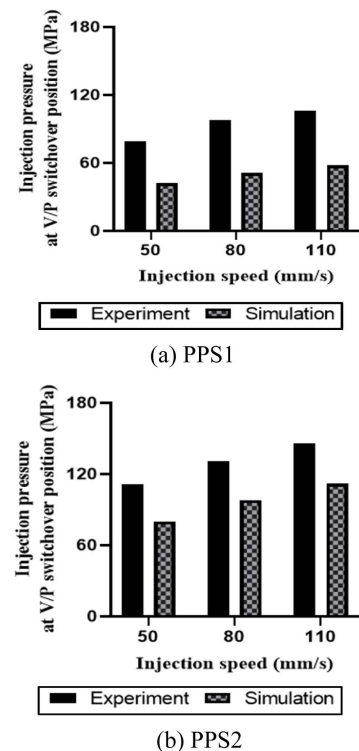 180
120
60
0
Injection pressure
at V/P switchover position (MPa)
50 80 110
Injection speed (mm/s)
Experiment Simulation
(a) PPS1
180
120
60
0
Injection pressure
at V/P switchover position (MPa)
50 80 110
Injection speed (mm/s)
Experiment Simulation
(b) PPS2